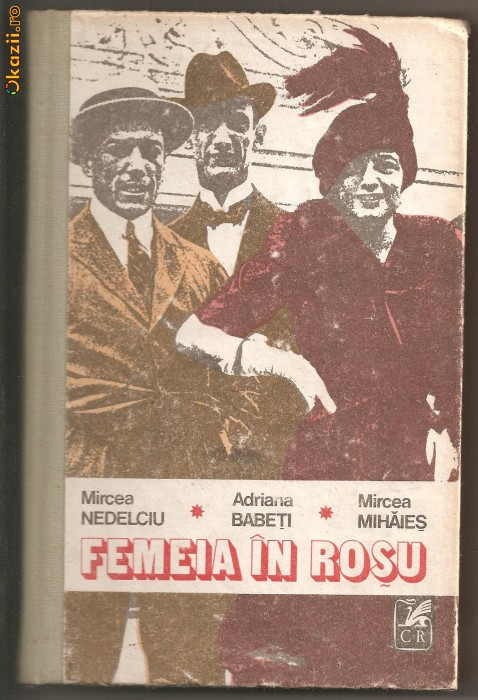 Okazii.ro
Mircea
NEDELCIU
*
Adriana
BABEȚI
*
Mircea
MIHĂIEȘ
FEMEIA ÎN ROȘU
CR